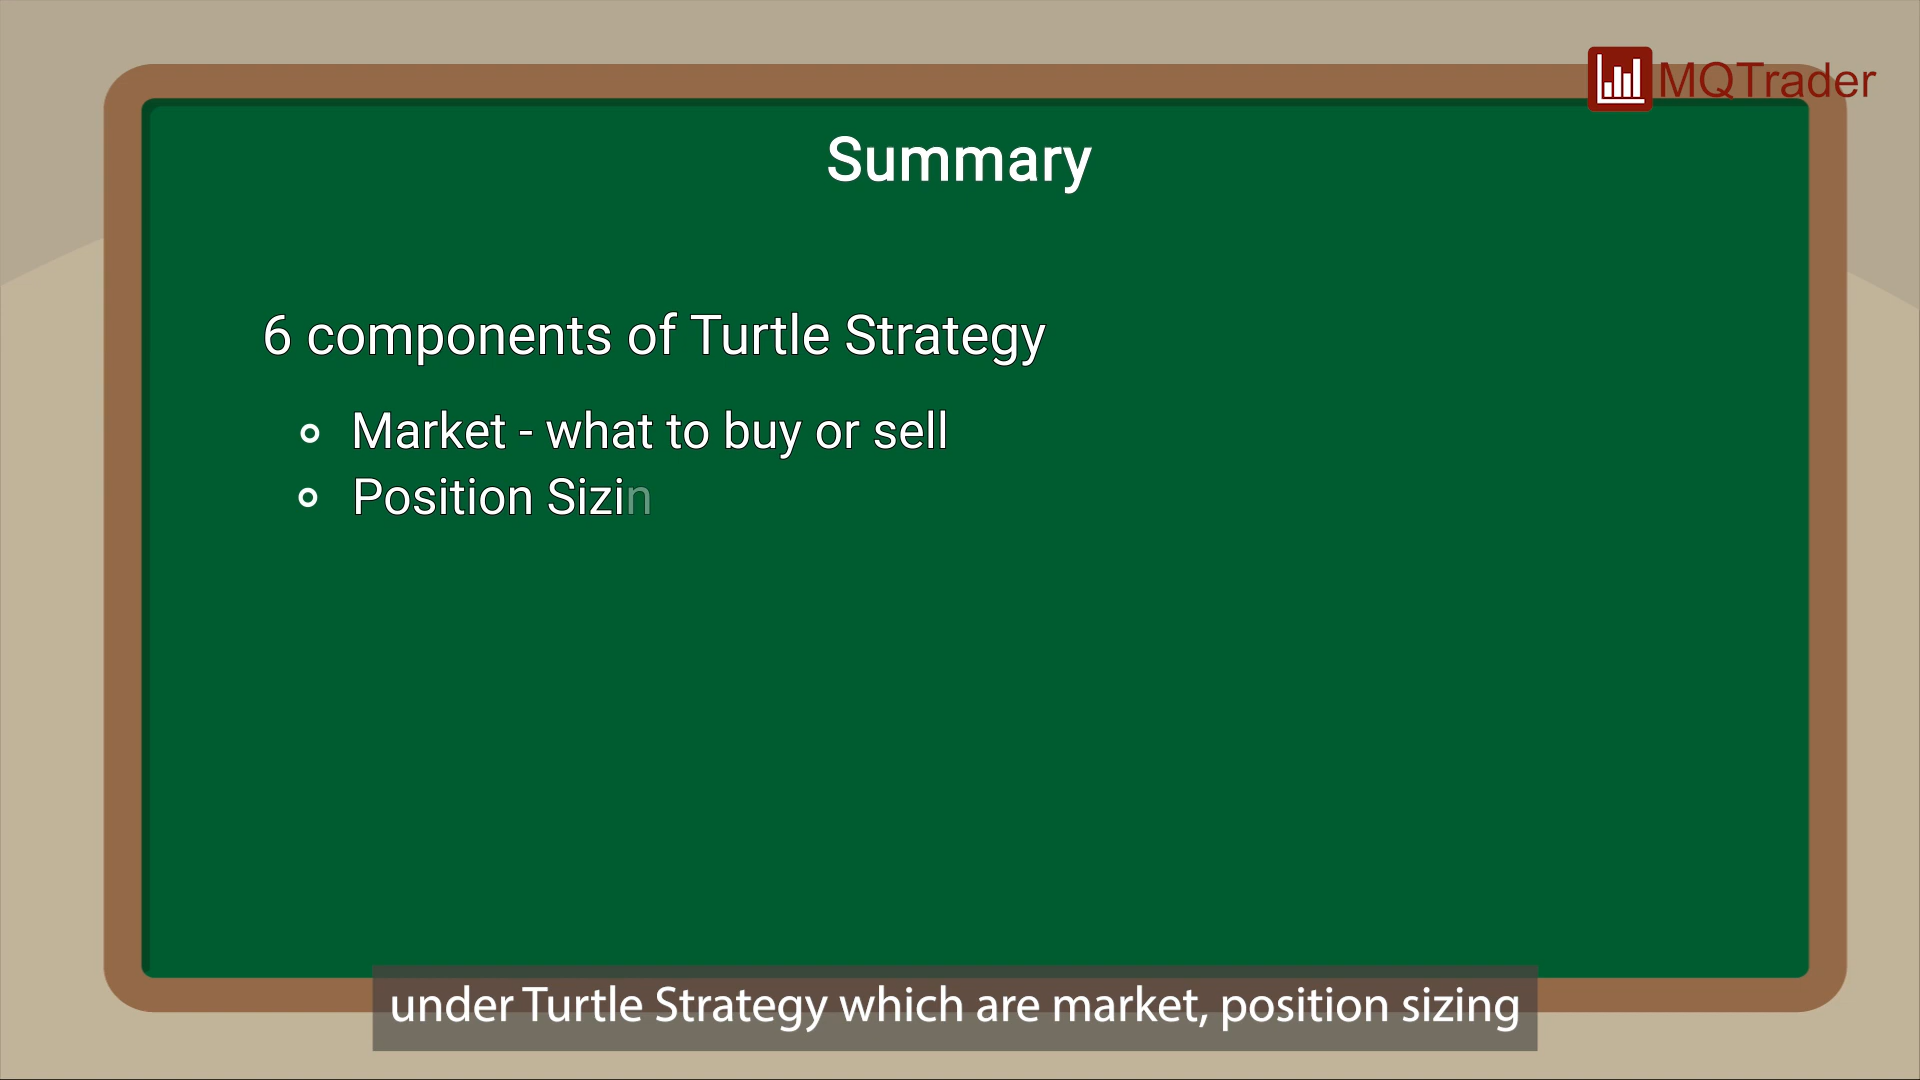 MQTrader
Summary
6 components of Turtle Strategy
Market - what to buy or sell
Position Sizin
under Turtle Strategy which are market, position sizing